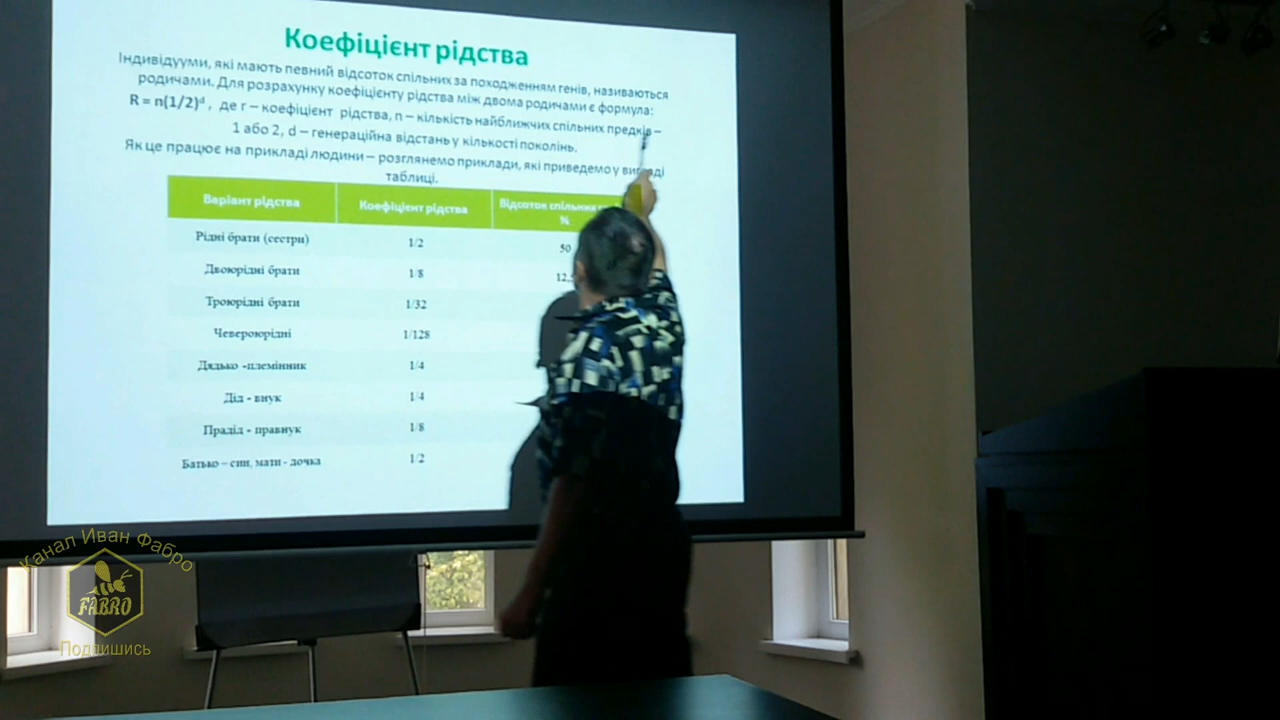 Коефіцієнт рідства
Індивідууми, які мають певний відсоток спільних за походженням генів, називаються
родичами. Для розрахунку коефіцієнту рідства між двома родичами є формула:
R = n(1/2)ᵈ , де r – коефіцієнт рідства, n – кількість найближчих спільних предків –
1 або 2, d – генераційна відстань у кількості поколінь.
Як це працює на прикладі людини – розглянемо приклади, які приведемо у
таблиці.
Варіант рідства Коефіцієнт рідства Відсоток спільних
%
Рідні брати (сестри) 1/2 50
Двоюрідні брати 1/8 12,5
Троюрідні брати 1/32
Чевероюрідні 1/128
Дядько -племінник 1/4
Дід - внук 1/4
Прадід - правнук 1/8
Батько – син, мати - дочка 1/2
Канал Иван Фабро
FABRO
Подпишись